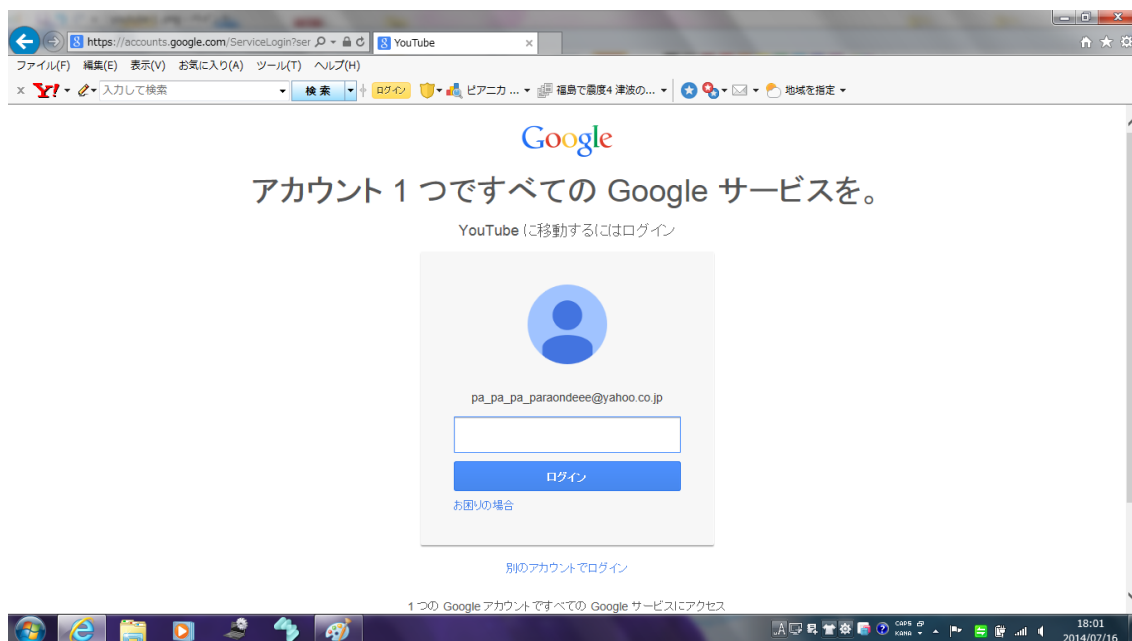 https://accounts.google.com/ServiceLogin?ser
YouTube
ファイル(F) 編集(E) 表示(V) お気に入り(A) ツール(T) ヘルプ(H)
Y! 入力して検索 検索 ログイン ピアニカ ... 福島で震度4 津波の... 地域を指定
Google
アカウント 1 つですべての Google サービスを。
YouTube に移動するにはログイン
pa_pa_pa_paraondeee@yahoo.co.jp
ログイン
お困りの場合
別のアカウントでログイン
1 つの Google アカウントですべての Google サービスにアクセス
A CAPS KANA 18:01
2014/07/16